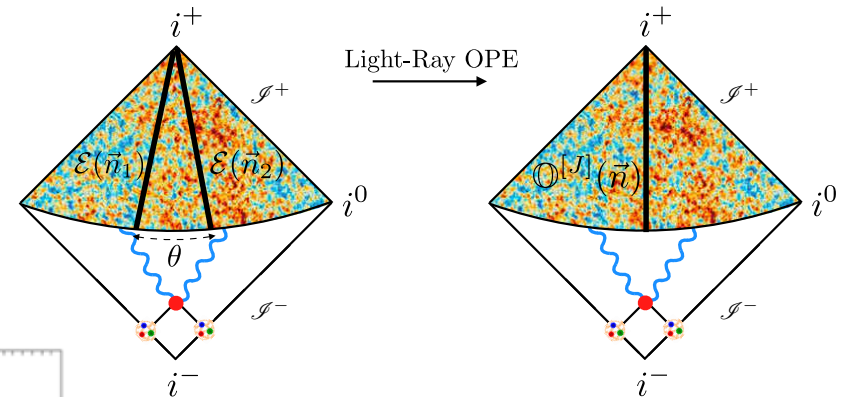 i⁺
Light-Ray OPE
i⁺
𝓘⁺
𝓘⁺
ℰ(n⃗₁)
ℰ(n⃗₂)
𝕆^[J](n⃗)
i⁰
i⁰
θ
𝓘⁻
𝓘⁻
i⁻
i⁻